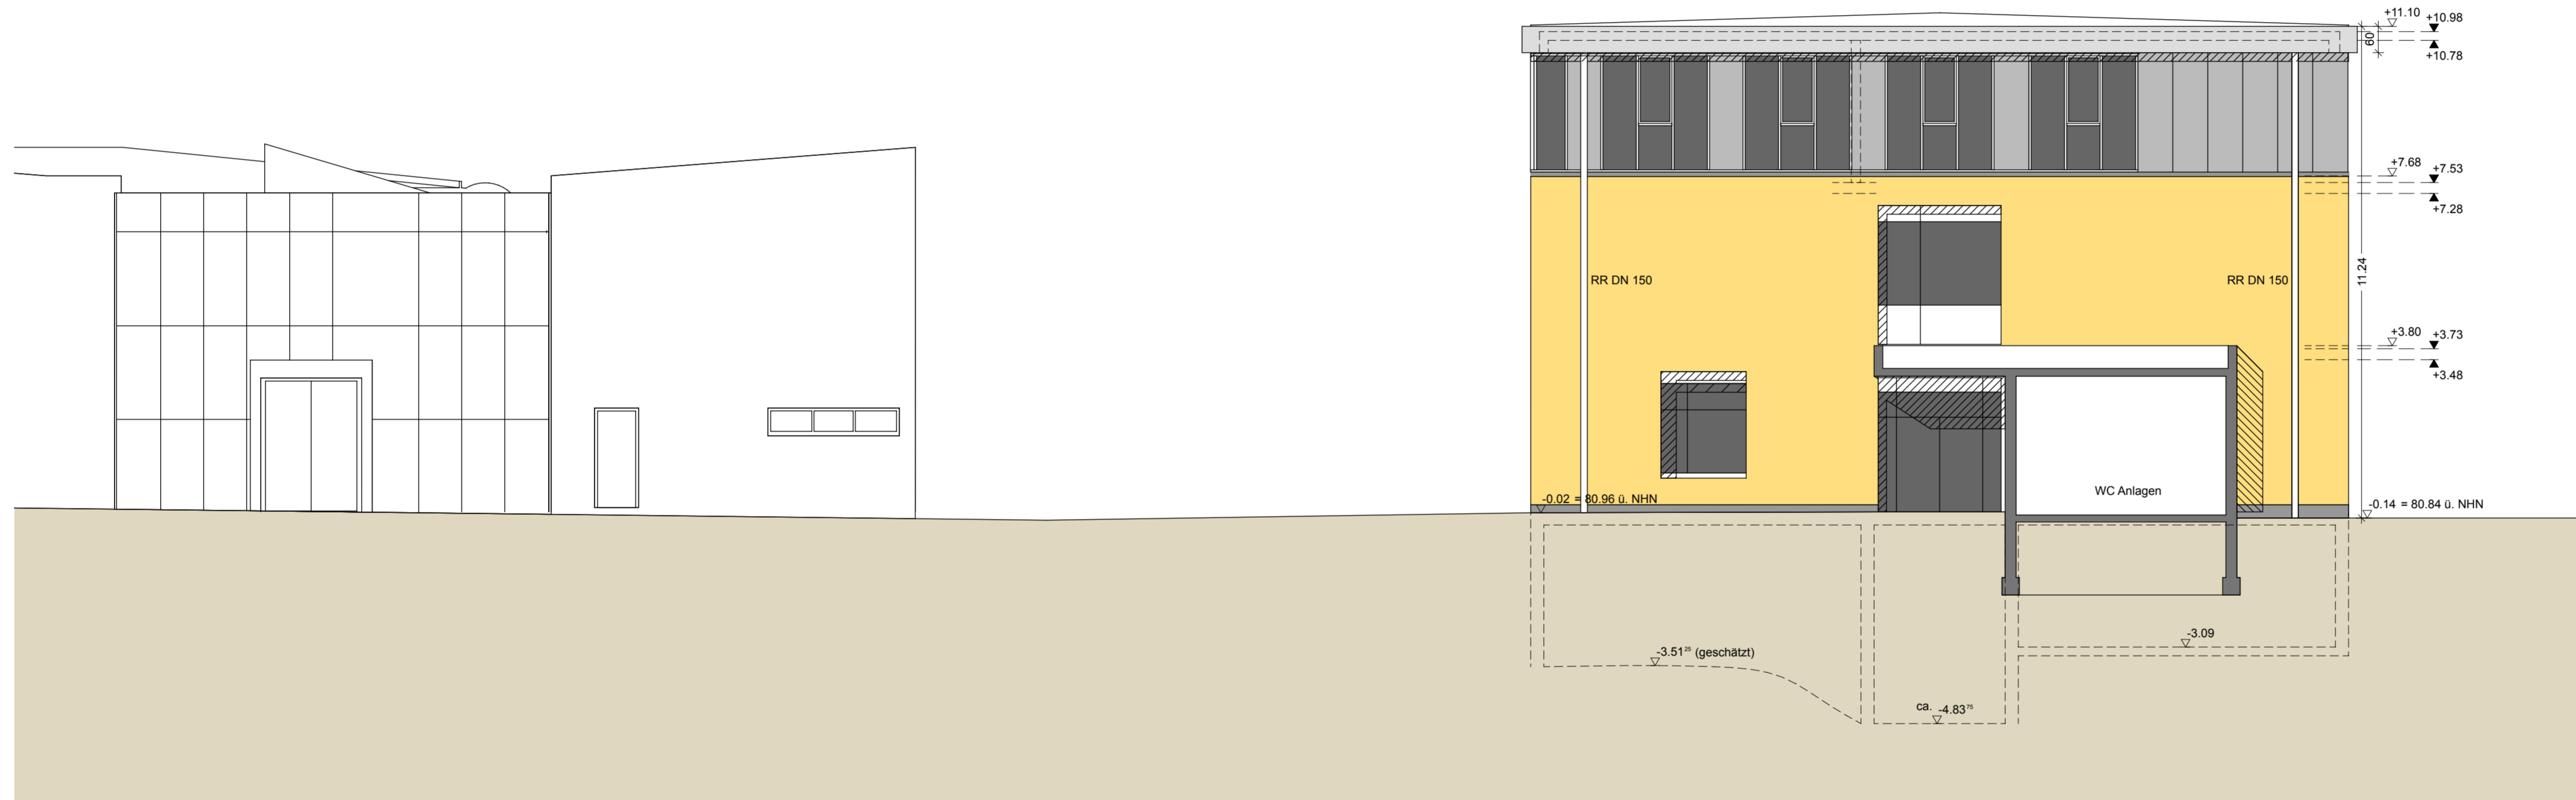 +11.10
+10.98
60
+10.78
+7.68
+7.53
+7.28
RR DN 150
RR DN 150
11.24
+3.80
+3.73
+3.48
WC Anlagen
-0.02 = 80.96 ü. NHN
-0.14 = 80.84 ü. NHN
-3.09
-3.51²⁵ (geschätzt)
ca. -4.83⁷⁵